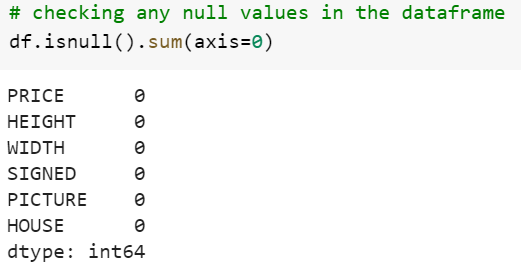 # checking any null values in the dataframe
df.isnull().sum(axis=0)
PRICE 0
HEIGHT 0
WIDTH 0
SIGNED 0
PICTURE 0
HOUSE 0
dtype: int64